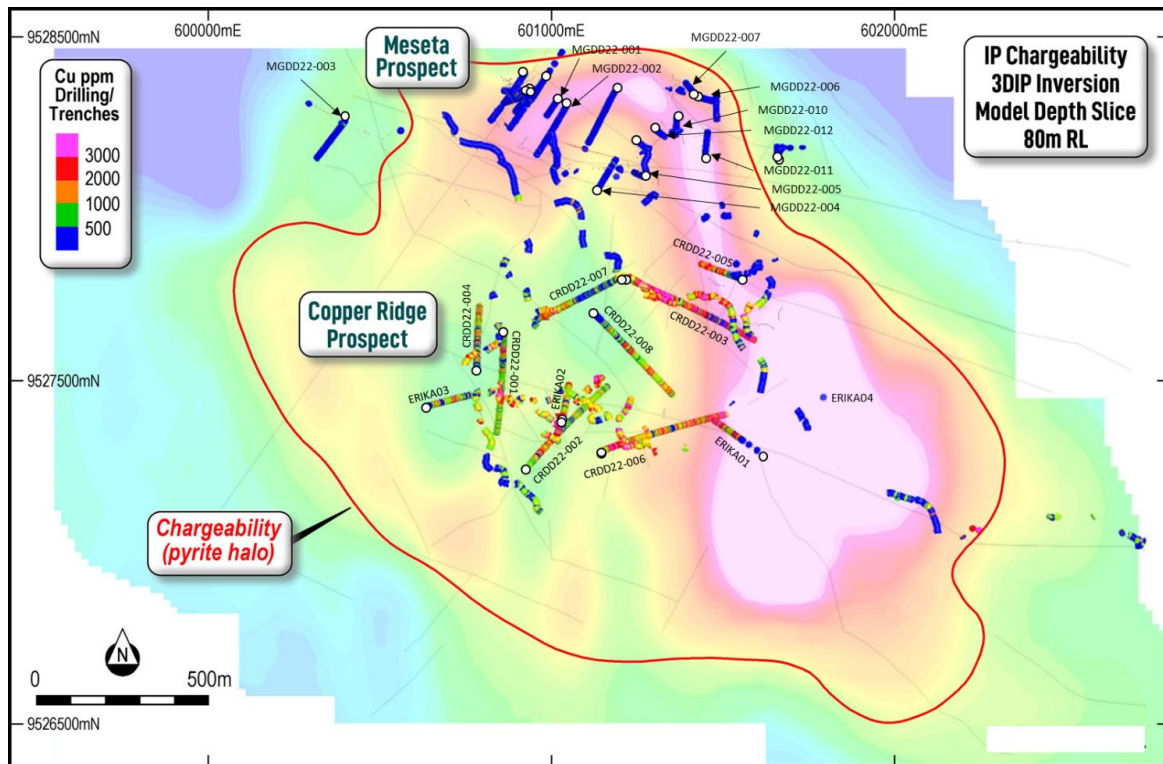 600000mE
601000mE
602000mE
9528500mN
Meseta
Prospect
MGDD22-001
MGDD22-002
MGDD22-003
MGDD22-007
MGDD22-006
MGDD22-010
MGDD22-012
MGDD22-011
MGDD22-005
MGDD22-004
IP Chargeability
3DIP Inversion
Model Depth Slice
80m RL
Cu ppm
Drilling/
Trenches
3000
2000
1000
500
CRDD22-005
CRDD22-007
CRDD22-004
CRDD22-003
Copper Ridge
Prospect
CRDD22-008
CRDD22-001
9527500mN
ERIKA03
ERIKA02
ERIKA04
CRDD22-002
CRDD22-006
ERIKA01
Chargeability
(pyrite halo)
N
0
500m
9526500mN